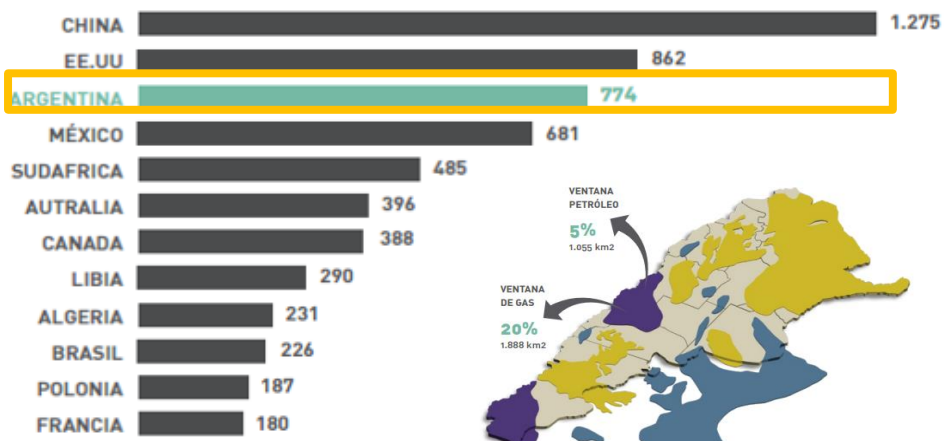 CHINA 1.275
EE.UU 862
ARGENTINA 774
MÉXICO 681
SUDAFRICA 485
AUTRALIA 396
CANADA 388
LIBIA 290
ALGERIA 231
BRASIL 226
POLONIA 187
FRANCIA 180
VENTANA
PETRÓLEO
5%
1.055 km2
VENTANA
DE GAS
20%
1.888 km2